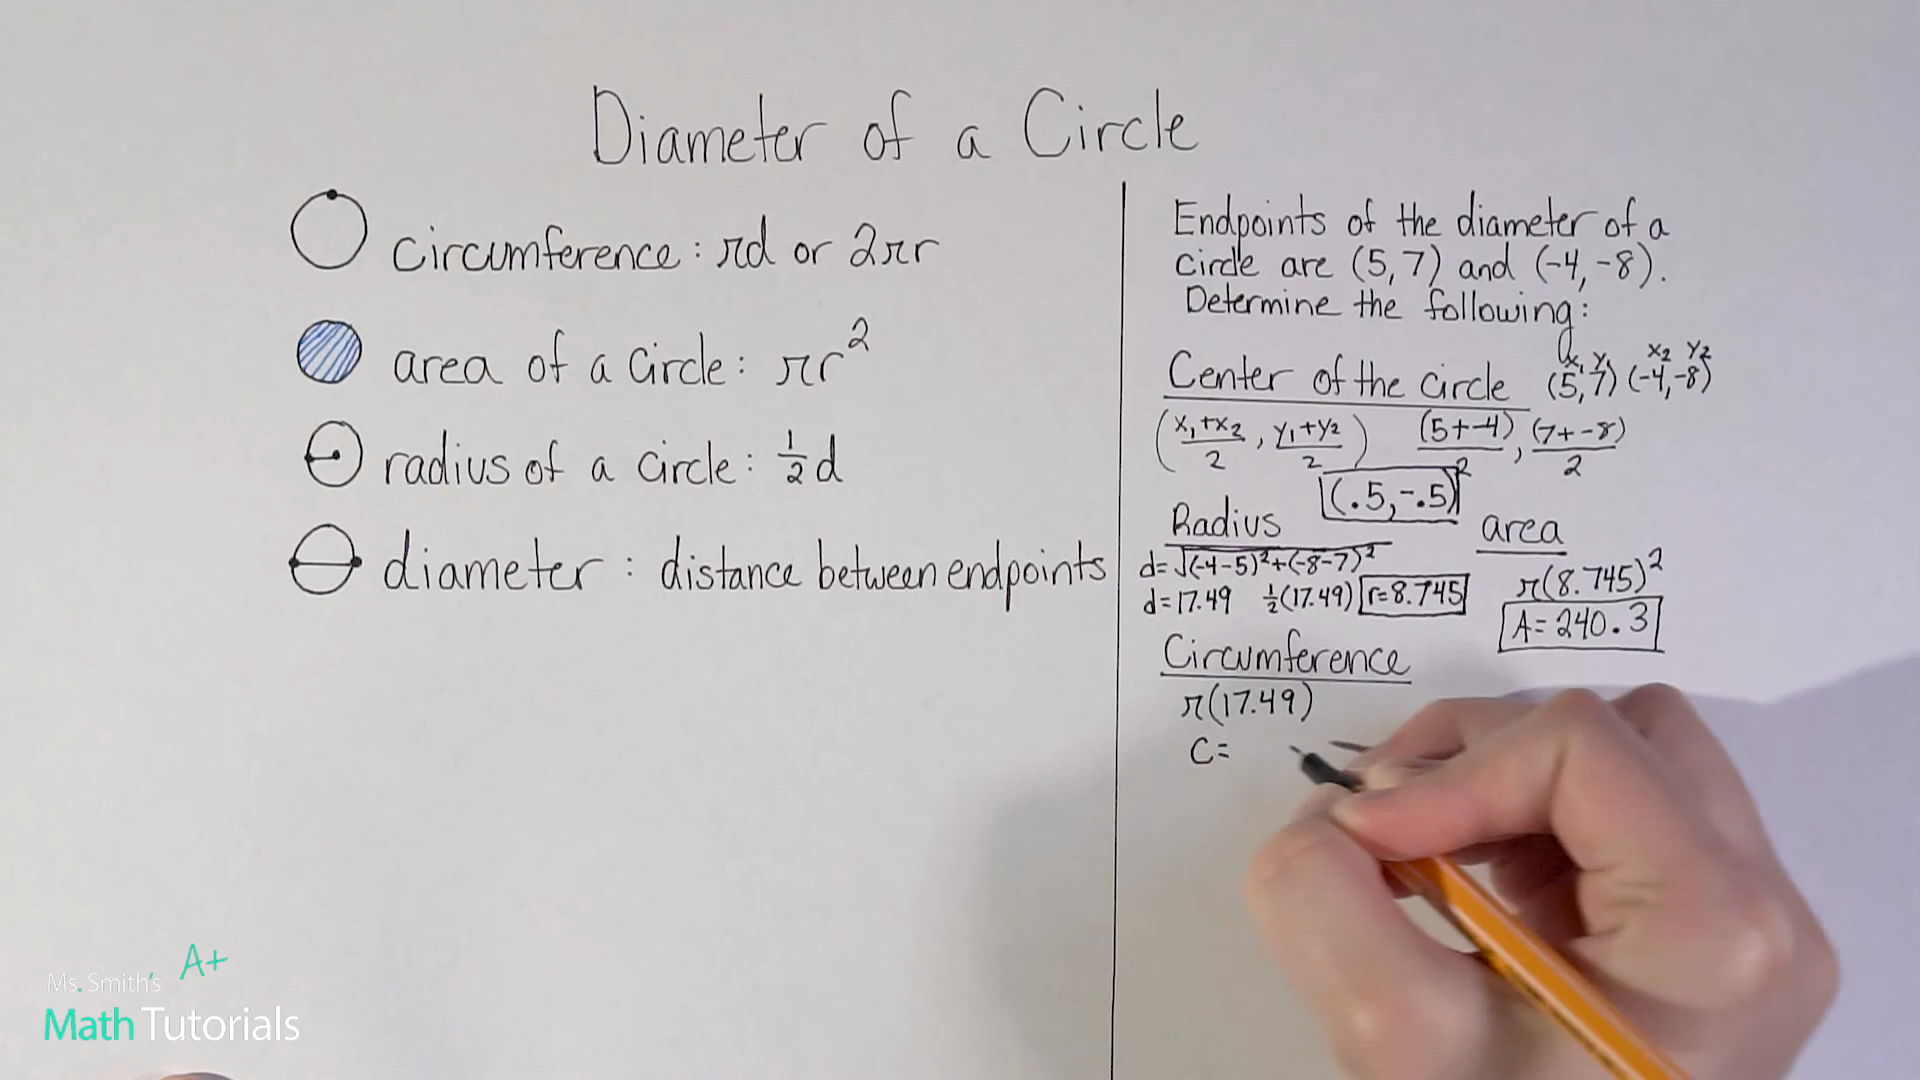 Diameter of a Circle
circumference: πd or 2πr
area of a circle: πr²
radius of a circle: ½d
diameter: distance between endpoints
Endpoints of the diameter of a
circle are (5,7) and (-4,-8).
Determine the following:
x₁ y₁ x₂ y₂
Center of the circle (5,7) (-4,-8)
(x₁+x₂/2, y₁+y₂/2) (5+-4)/2, (7+-8)/2
(.5,-.5)
Radius
d=√(-4-5)²+(-8-7)²
d=17.49 ½(17.49) r=8.745
area
π(8.745)²
A=240.3
Circumference
π(17.49)
C=
A+
Ms. Smith's
Math Tutorials